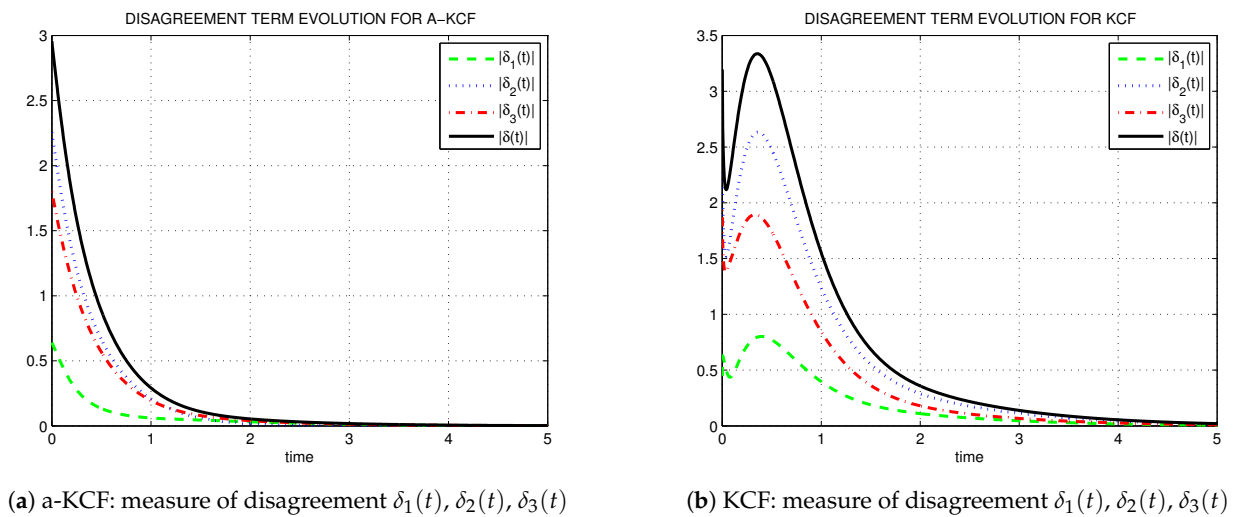 DISAGREEMENT TERM EVOLUTION FOR A−KCF
3
2.5
2
1.5
1
0.5
0
0 1 2 3 4 5
time
|δ₁(t)|
|δ₂(t)|
|δ₃(t)|
|δ(t)|
(a) a-KCF: measure of disagreement δ₁(t), δ₂(t), δ₃(t)
DISAGREEMENT TERM EVOLUTION FOR KCF
3.5
3
2.5
2
1.5
1
0.5
0
0 1 2 3 4 5
time
|δ₁(t)|
|δ₂(t)|
|δ₃(t)|
|δ(t)|
(b) KCF: measure of disagreement δ₁(t), δ₂(t), δ₃(t)